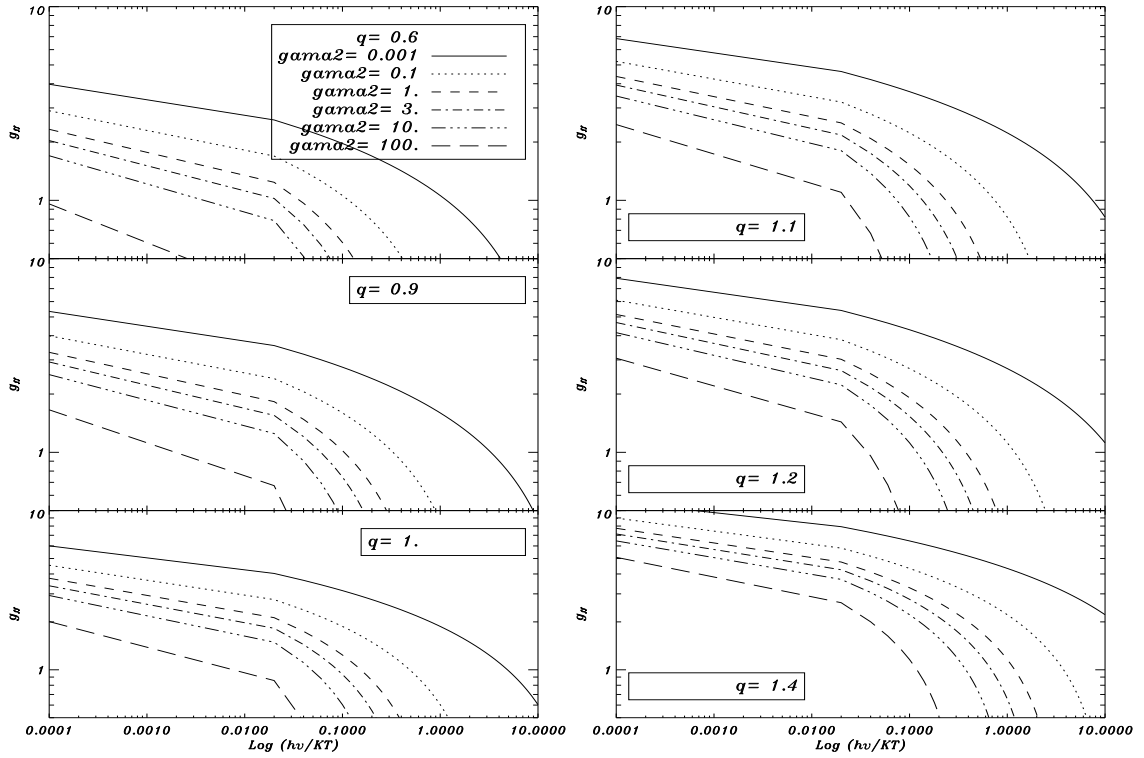 10
g_ff
1
q= 0.6
gama2= 0.001
gama2= 0.1
gama2= 1.
gama2= 3.
gama2= 10.
gama2= 100.
10
g_ff
1
q= 0.9
10
g_ff
1
q= 1.
0.0001
0.0010
0.0100
0.1000
1.0000
10.0000
Log (hν/KT)
10
g_ff
1
q= 1.1
10
g_ff
1
q= 1.2
10
g_ff
1
q= 1.4
0.0001
0.0010
0.0100
0.1000
1.0000
10.0000
Log (hν/KT)